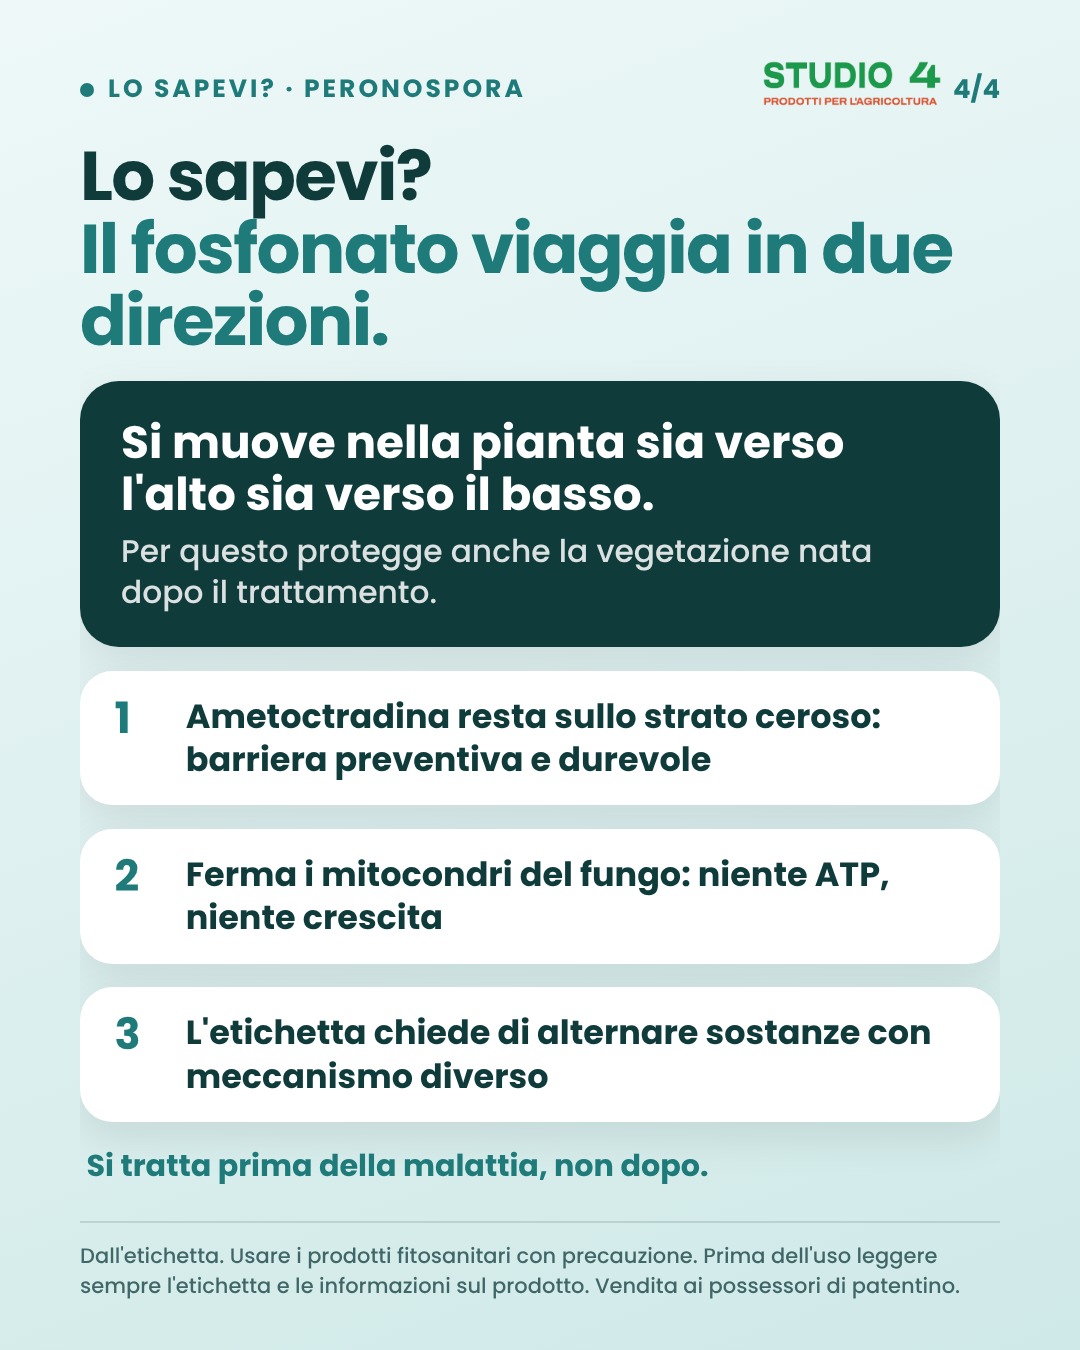 LO SAPEVI? · PERONOSPORA
STUDIO 4
PRODOTTI PER L'AGRICOLTURA
4/4
Lo sapevi?
Il fosfonato viaggia in due
direzioni.
Si muove nella pianta sia verso
l'alto sia verso il basso.
Per questo protegge anche la vegetazione nata
dopo il trattamento.
1
Ametoctradina resta sullo strato ceroso:
barriera preventiva e durevole
2
Ferma i mitocondri del fungo: niente ATP,
niente crescita
3
L'etichetta chiede di alternare sostanze con
meccanismo diverso
Si tratta prima della malattia, non dopo.
Dall'etichetta. Usare i prodotti fitosanitari con precauzione. Prima dell'uso leggere
sempre l'etichetta e le informazioni sul prodotto. Vendita ai possessori di patentino.